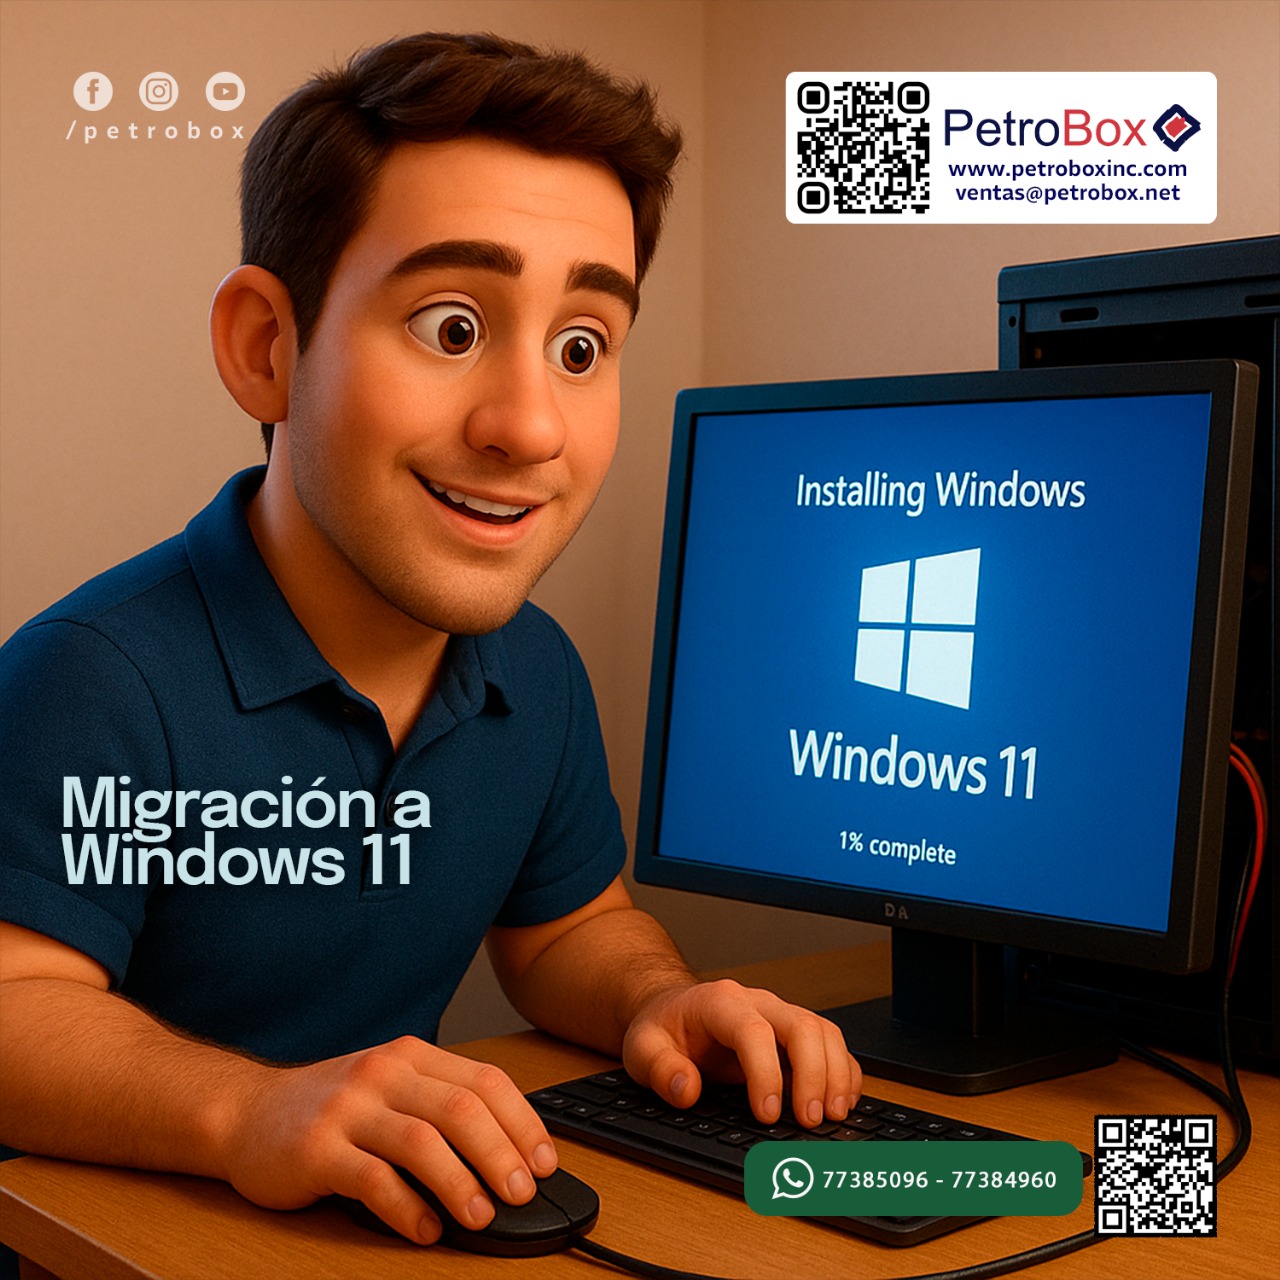 /petrobox
PetroBox
www.petroboxinc.com
ventas@petrobox.net
Installing Windows
Windows 11
1% complete
DA
Migración a
Windows 11
77385096 - 77384960